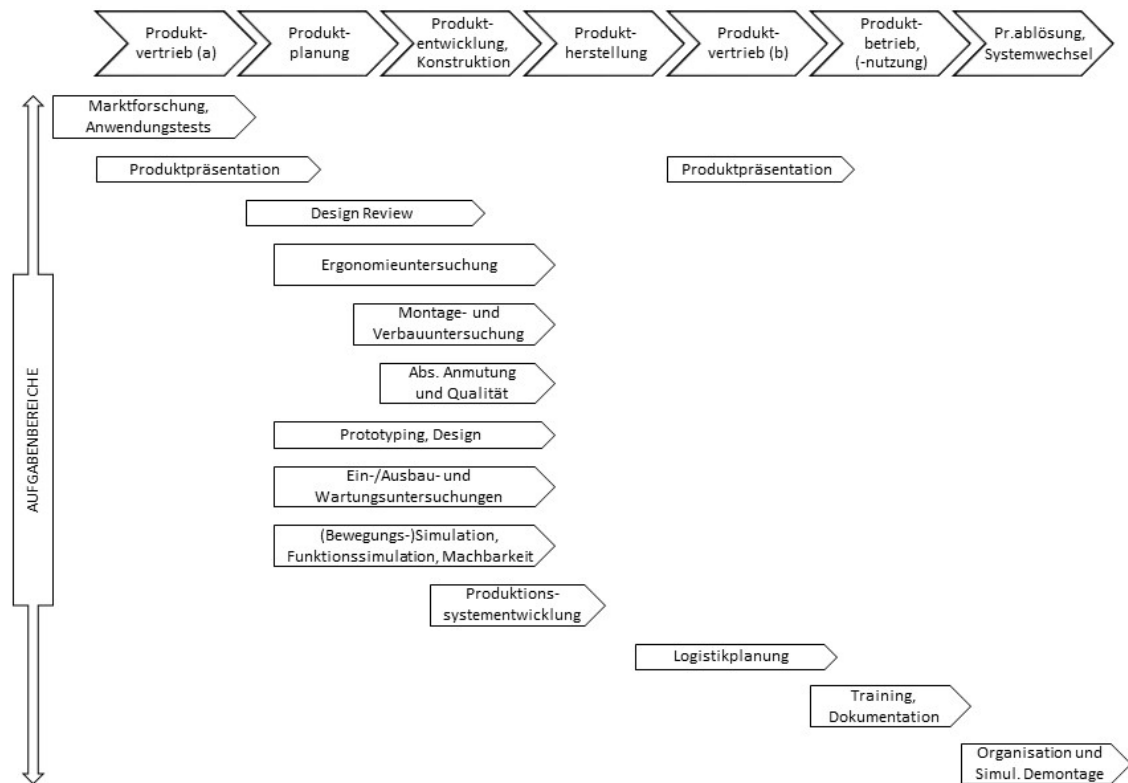 Produkt-
vertrieb (a)
Produkt-
planung
Produkt-
entwicklung,
Konstruktion
Produkt-
herstellung
Produkt-
vertrieb (b)
Produkt-
betrieb,
(-nutzung)
Pr.ablösung,
Systemwechsel
AUFGABENBEREICHE
Marktforschung,
Anwendungstests
Produktpräsentation
Produktpräsentation
Design Review
Ergonomieuntersuchung
Montage- und
Verbauuntersuchung
Abs. Anmutung
und Qualität
Prototyping, Design
Ein-/Ausbau- und
Wartungsuntersuchungen
(Bewegungs-)Simulation,
Funktionssimulation, Machbarkeit
Produktions-
systementwicklung
Logistikplanung
Training,
Dokumentation
Organisation und
Simul. Demontage